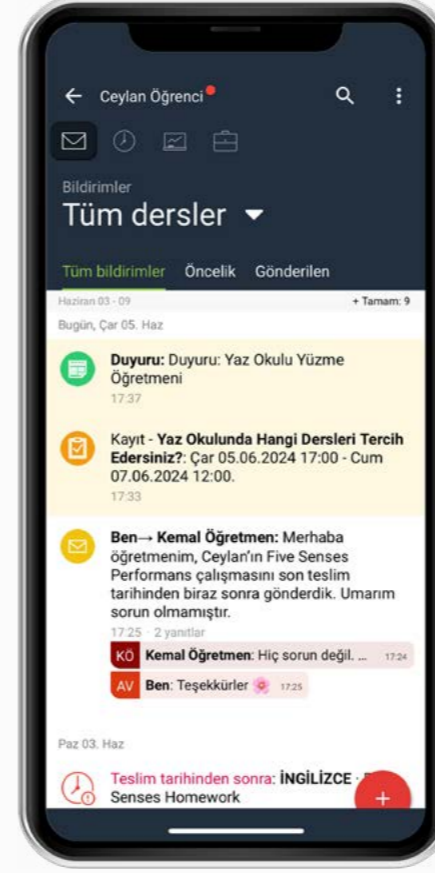 Ceylan Öğrenci
Bildirimler
Tüm dersler
Tüm bildirimler Öncelik Gönderilen
Haziran 03 - 09 + Tamam: 9
Bugün, Çar 05. Haz
Duyuru: Duyuru: Yaz Okulu Yüzme
Öğretmeni
17:37
Kayıt - Yaz Okulunda Hangi Dersleri Tercih
Edersiniz?: Çar 05.06.2024 17:00 - Cum
07.06.2024 12:00.
17:33
Ben→ Kemal Öğretmen: Merhaba
öğretmenim, Ceylan'ın Five Senses
Performans çalışmasını son teslim
tarihinden biraz sonra gönderdik. Umarım
sorun olmamıştır.
17:25 · 2 yanıtlar
KÖ Kemal Öğretmen: Hiç sorun değil. ... 17:24
AV Ben: Teşekkürler 🌸 17:25
Paz 03. Haz
Teslim tarihinden sonra: İNGİLİZCE ·
Senses Homework